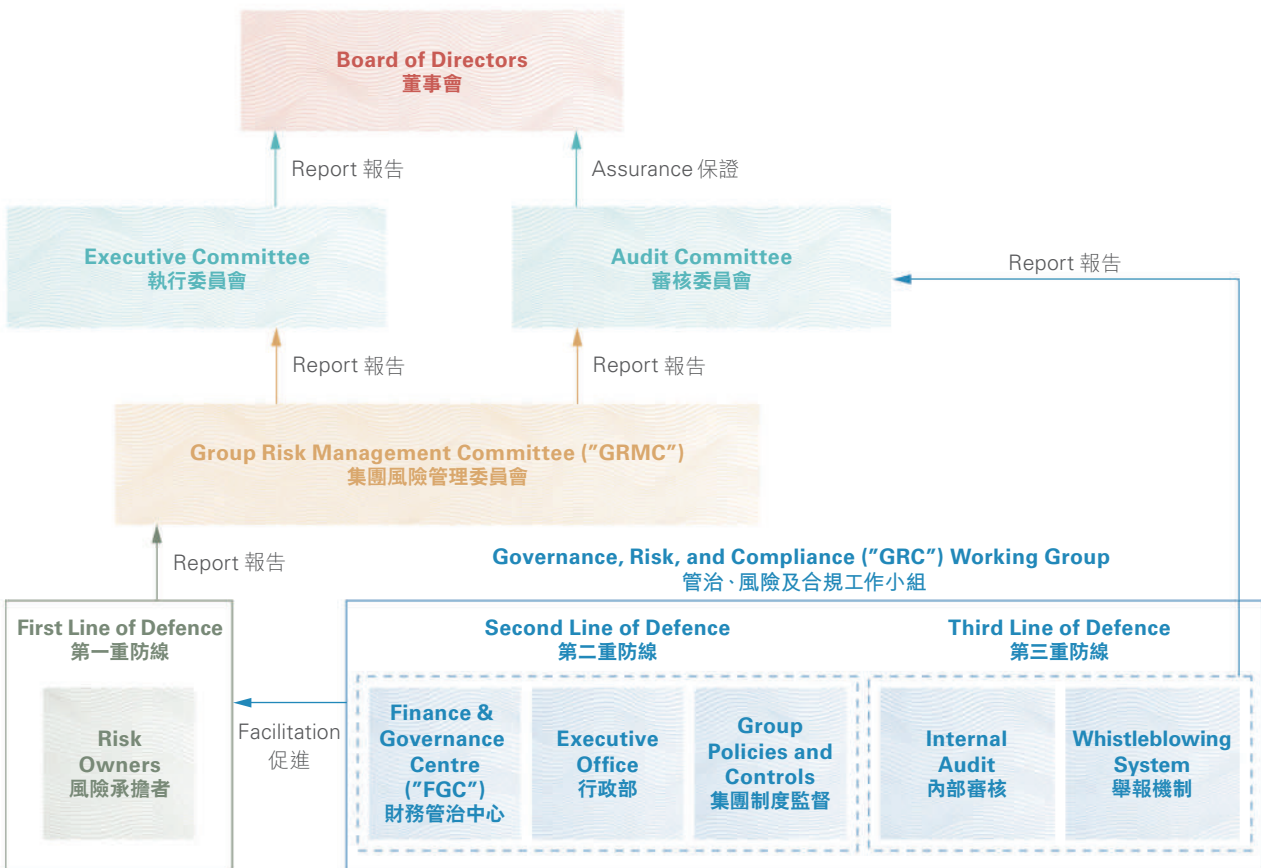 Board of Directors
董事會
Report 報告
Assurance 保證
Executive Committee
執行委員會
Audit Committee
審核委員會
Report 報告
Report 報告
Report 報告
Group Risk Management Committee ("GRMC")
集團風險管理委員會
Report 報告
Governance, Risk, and Compliance ("GRC") Working Group
管治、風險及合規工作小組
First Line of Defence
第一重防線
Risk
Owners
風險承擔者
Facilitation
促進
Second Line of Defence
第二重防線
Finance &
Governance
Centre
("FGC")
財務管治中心
Executive
Office
行政部
Group
Policies and
Controls
集團制度監督
Third Line of Defence
第三重防線
Internal
Audit
內部審核
Whistleblowing
System
舉報機制